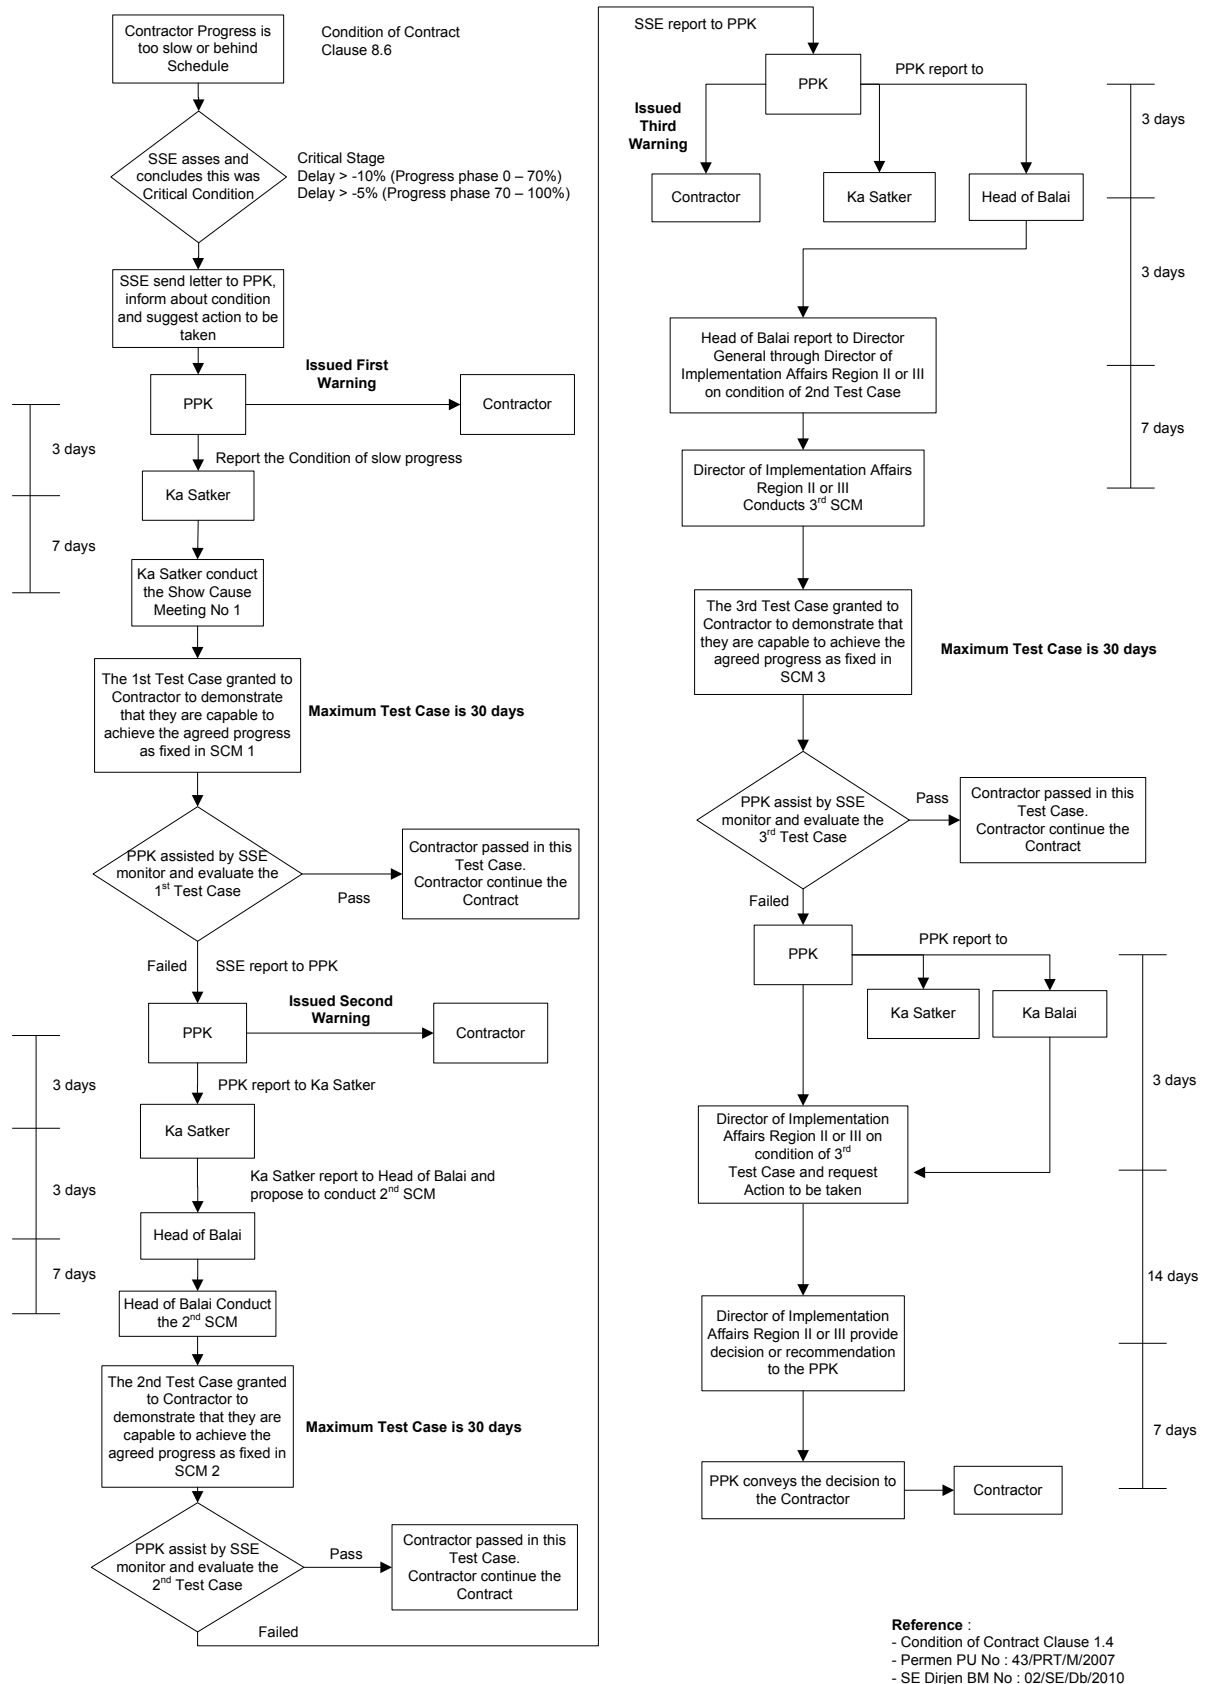 Contractor Progress is
too slow or behind
Schedule
Condition of Contract
Clause 8.6
SSE asses and
concludes this was
Critical Condition
Critical Stage
Delay > -10% (Progress phase 0 – 70%)
Delay > -5% (Progress phase 70 – 100%)
SSE send letter to PPK,
inform about condition
and suggest action to be
taken
PPK
Issued First
Warning
Contractor
3 days
Report the Condition of slow progress
Ka Satker
7 days
Ka Satker conduct
the Show Cause
Meeting No 1
The 1st Test Case granted to
Contractor to demonstrate
that they are capable to
achieve the agreed progress
as fixed in SCM 1
Maximum Test Case is 30 days
PPK assisted by SSE
monitor and evaluate the
1st Test Case
Pass
Contractor passed in this
Test Case.
Contractor continue the
Contract
Failed
SSE report to PPK
PPK
Issued Second
Warning
Contractor
3 days
PPK report to Ka Satker
Ka Satker
3 days
Ka Satker report to Head of Balai and
propose to conduct 2nd SCM
Head of Balai
7 days
Head of Balai Conduct
the 2nd SCM
The 2nd Test Case granted
to Contractor to
demonstrate that they are
capable to achieve the
agreed progress as fixed in
SCM 2
Maximum Test Case is 30 days
PPK assist by SSE
monitor and evaluate the
2nd Test Case
Pass
Contractor passed in this
Test Case.
Contractor continue the
Contract
Failed
SSE report to PPK
PPK
PPK report to
Issued
Third
Warning
3 days
Contractor
Ka Satker
Head of Balai
3 days
Head of Balai report to Director
General through Director of
Implementation Affairs Region II or III
on condition of 2nd Test Case
7 days
Director of Implementation Affairs
Region II or III
Conducts 3rd SCM
The 3rd Test Case granted to
Contractor to demonstrate that
they are capable to achieve the
agreed progress as fixed in
SCM 3
Maximum Test Case is 30 days
PPK assist by SSE
monitor and evaluate the
3rd Test Case
Pass
Contractor passed in this
Test Case.
Contractor continue the
Contract
Failed
PPK
PPK report to
Ka Satker
Ka Balai
3 days
Director of Implementation
Affairs Region II or III on
condition of 3rd
Test Case and request
Action to be taken
14 days
Director of Implementation
Affairs Region II or III provide
decision or recommendation
to the PPK
7 days
PPK conveys the decision to
the Contractor
Contractor
Reference :
- Condition of Contract Clause 1.4
- Permen PU No : 43/PRT/M/2007
- SE Dirjen BM No : 02/SE/Db/2010